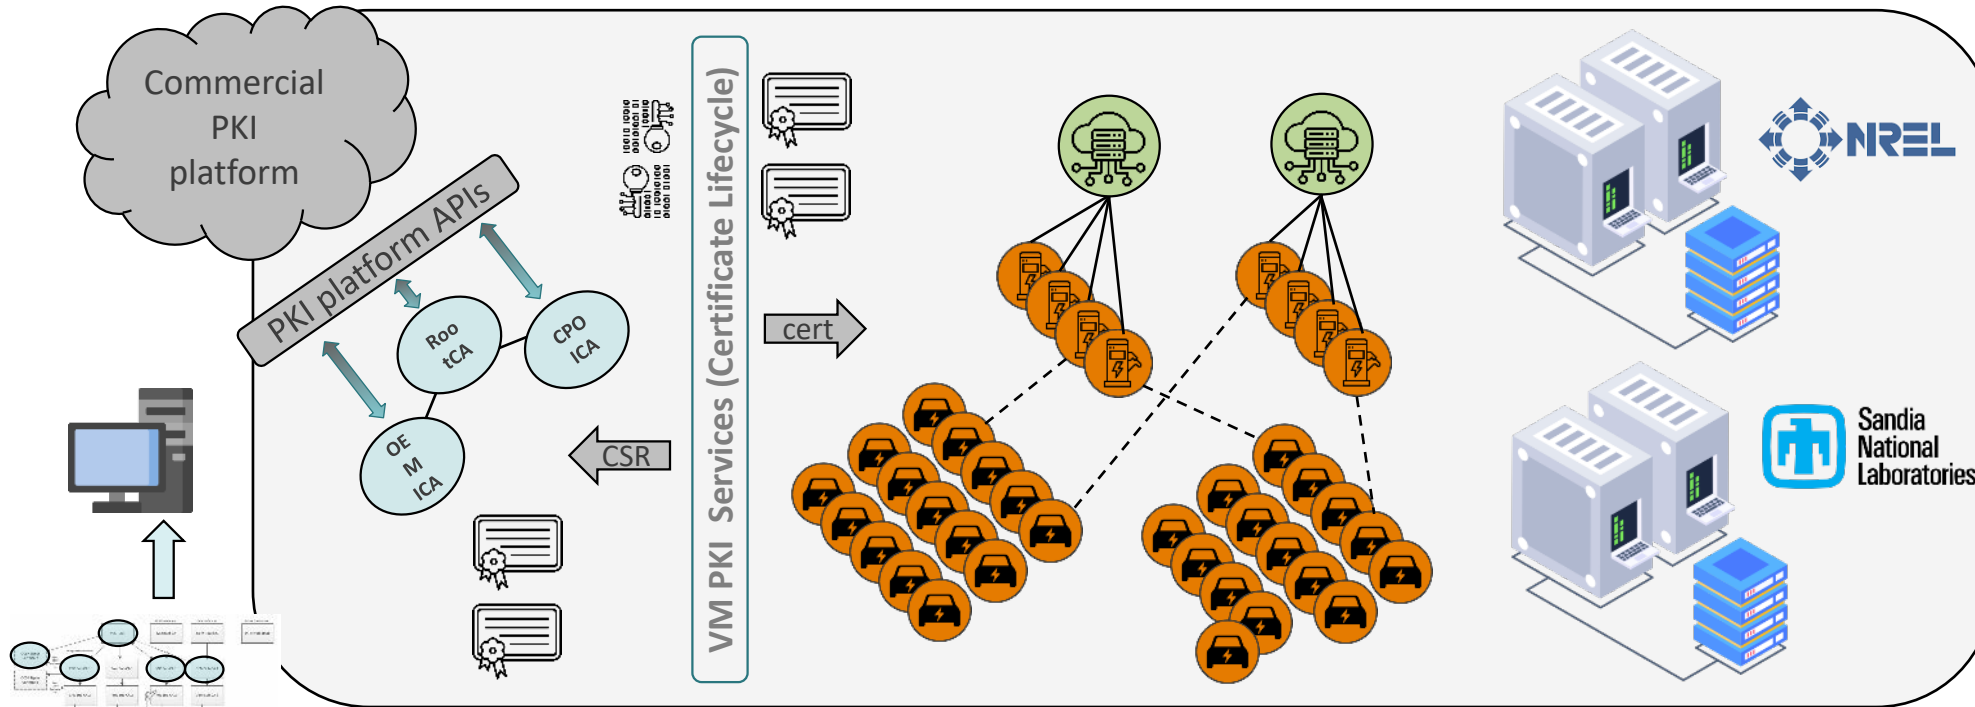 Commercial
PKI
platform
PKI platform APIs
Roo
tCA
CPO
ICA
OE
M
ICA
CSR
VM PKI  Services (Certificate Lifecycle)
cert
NREL
Sandia
National
Laboratories